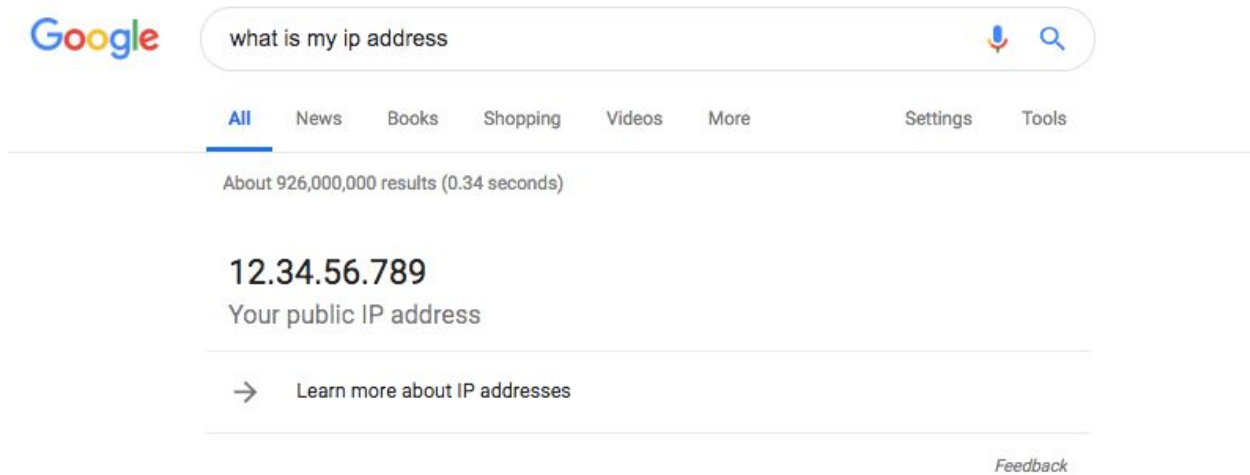 Google what is my ip address
All News Books Shopping Videos More Settings Tools
About 926,000,000 results (0.34 seconds)
12.34.56.789
Your public IP address
Learn more about IP addresses
Feedback